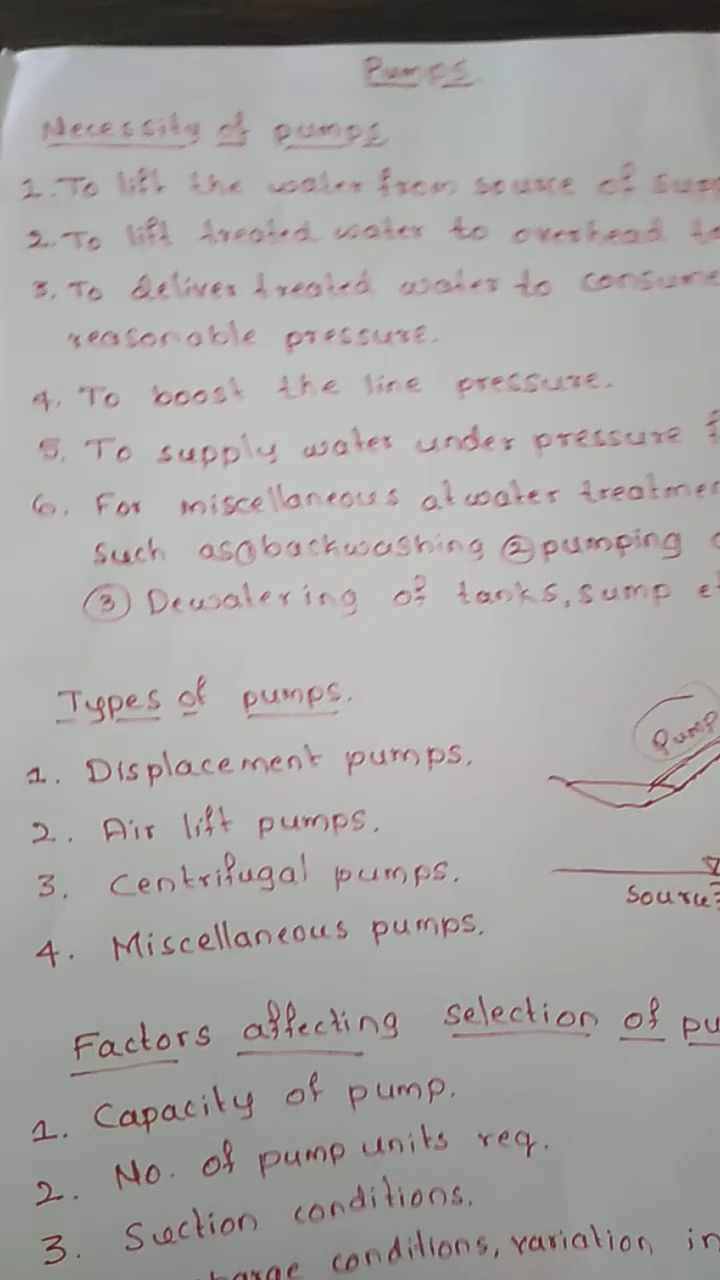 Pumps
Necessity of pumps
1. To lift the water from source of
2. To lift treated water to overhead
3. To deliver treated water to
reasonable pressure.
4. To boost the line pressure.
5. To supply water under pressure
6. For miscellaneous at water
such as ① backwashing ② pumping
③ Dewatering of tanks, sump
Types of pumps.
1. Displacement pumps.
Pump
2. Air lift pumps.
3. Centrifugal pumps.
Source
4. Miscellaneous pumps.
Factors affecting selection of
1. Capacity of pump.
2. No. of pump units req.
3. Suction conditions.
conditions, variation in